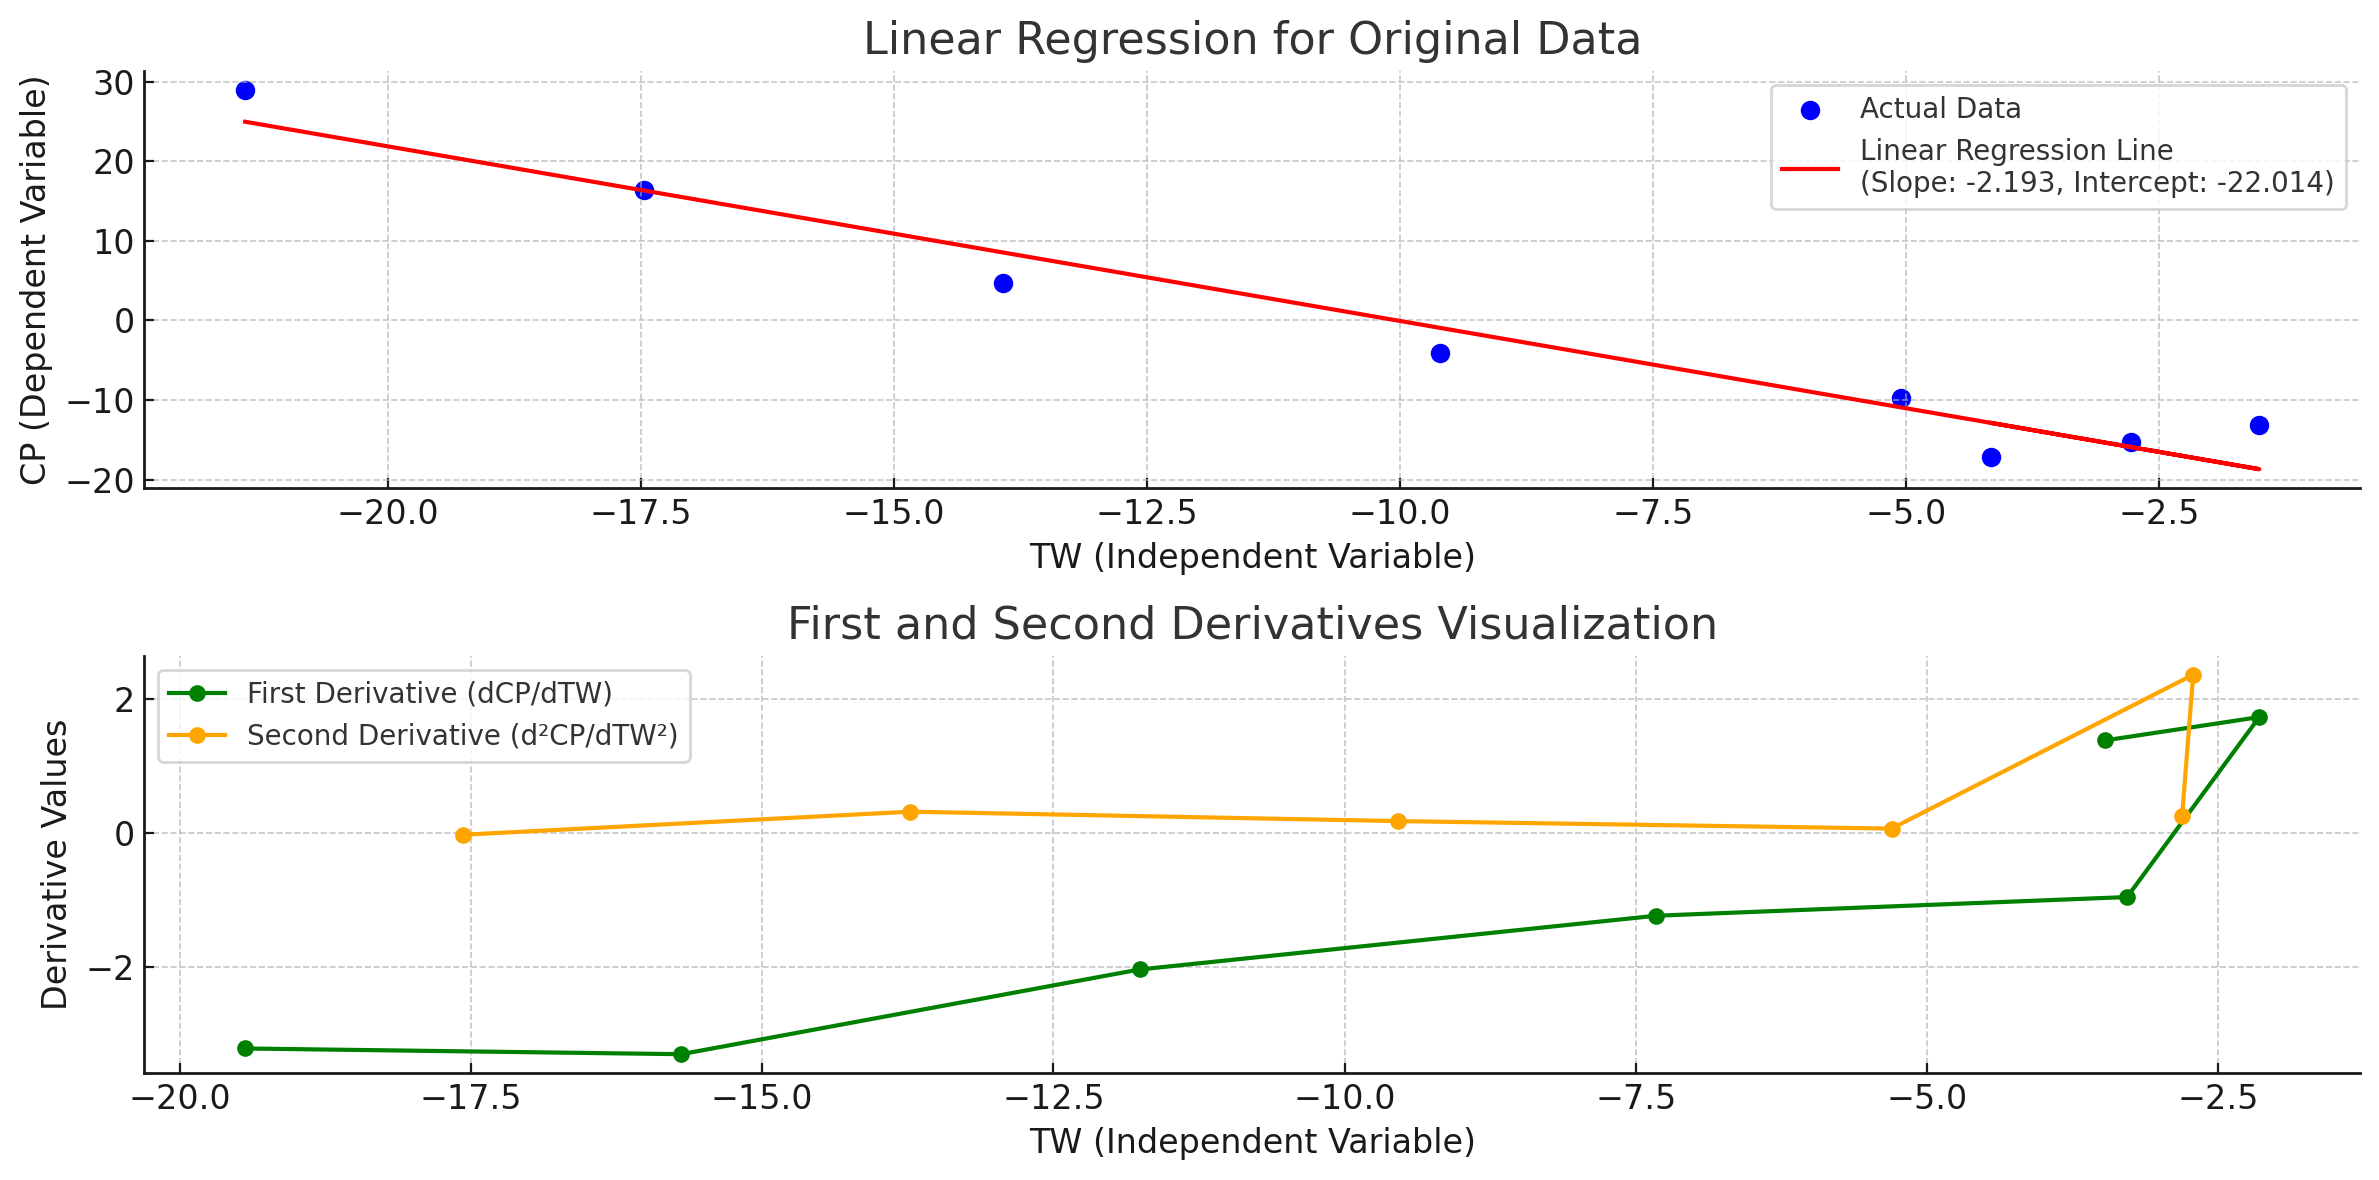 Linear Regression for Original Data
CP (Dependent Variable)
30
20
10
0
−10
−20
Actual Data
Linear Regression Line
(Slope: -2.193, Intercept: -22.014)
−20.0 −17.5 −15.0 −12.5 −10.0 −7.5 −5.0 −2.5
TW (Independent Variable)
First and Second Derivatives Visualization
Derivative Values
2
0
−2
First Derivative (dCP/dTW)
Second Derivative (d²CP/dTW²)
−20.0 −17.5 −15.0 −12.5 −10.0 −7.5 −5.0 −2.5
TW (Independent Variable)